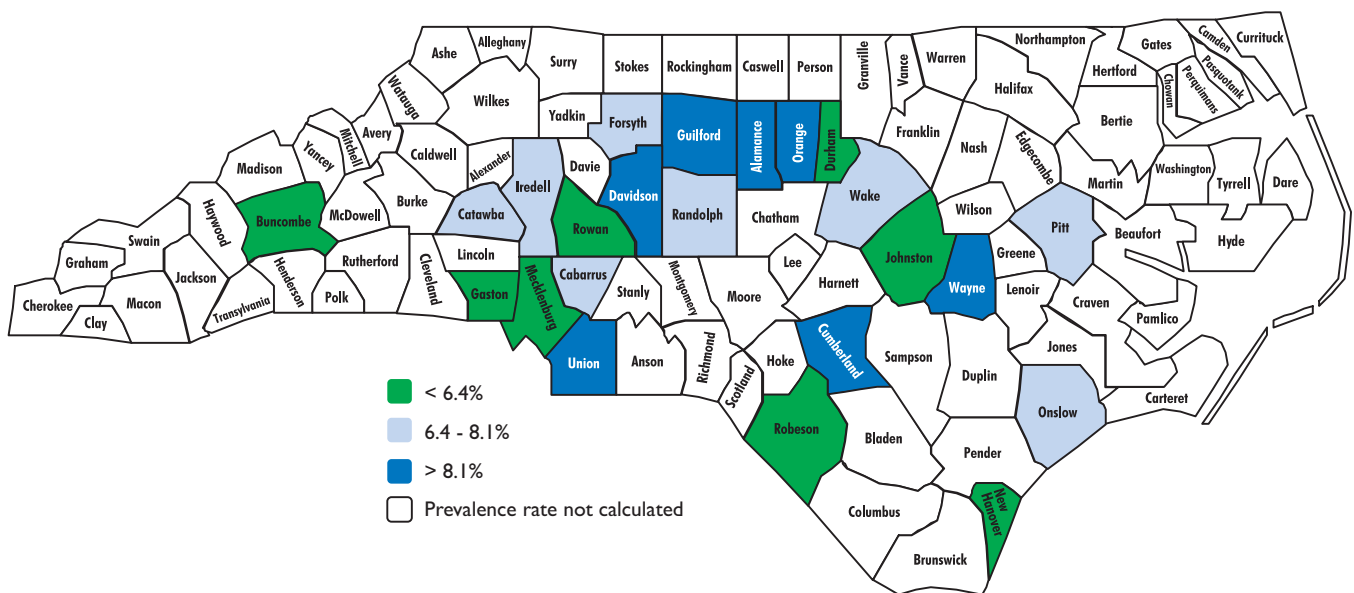 Ashe
Alleghany
Surry
Stokes
Rockingham
Caswell
Person
Granville
Vance
Warren
Northampton
Gates
Camden
Currituck
Pasquotank
Perquimans
Chowan
Hertford
Halifax
Bertie
Watauga
Wilkes
Yadkin
Forsyth
Guilford
Alamance
Orange
Durham
Franklin
Nash
Edgecombe
Martin
Washington
Tyrrell
Dare
Madison
Yancey
Mitchell
Avery
Caldwell
Alexander
Iredell
Davie
Davidson
Randolph
Chatham
Wake
Wilson
Pitt
Beaufort
Hyde
Haywood
Buncombe
McDowell
Burke
Catawba
Rowan
Johnston
Greene
Wayne
Lenoir
Craven
Pamlico
Swain
Graham
Jackson
Cherokee
Macon
Clay
Transylvania
Henderson
Polk
Rutherford
Cleveland
Lincoln
Gaston
Mecklenburg
Cabarrus
Stanly
Montgomery
Moore
Lee
Harnett
Union
Anson
Richmond
Scotland
Hoke
Cumberland
Sampson
Duplin
Jones
Carteret
Onslow
Robeson
Bladen
Pender
Columbus
Brunswick
New
Hanover
< 6.4%
6.4 - 8.1%
> 8.1%
Prevalence rate not calculated